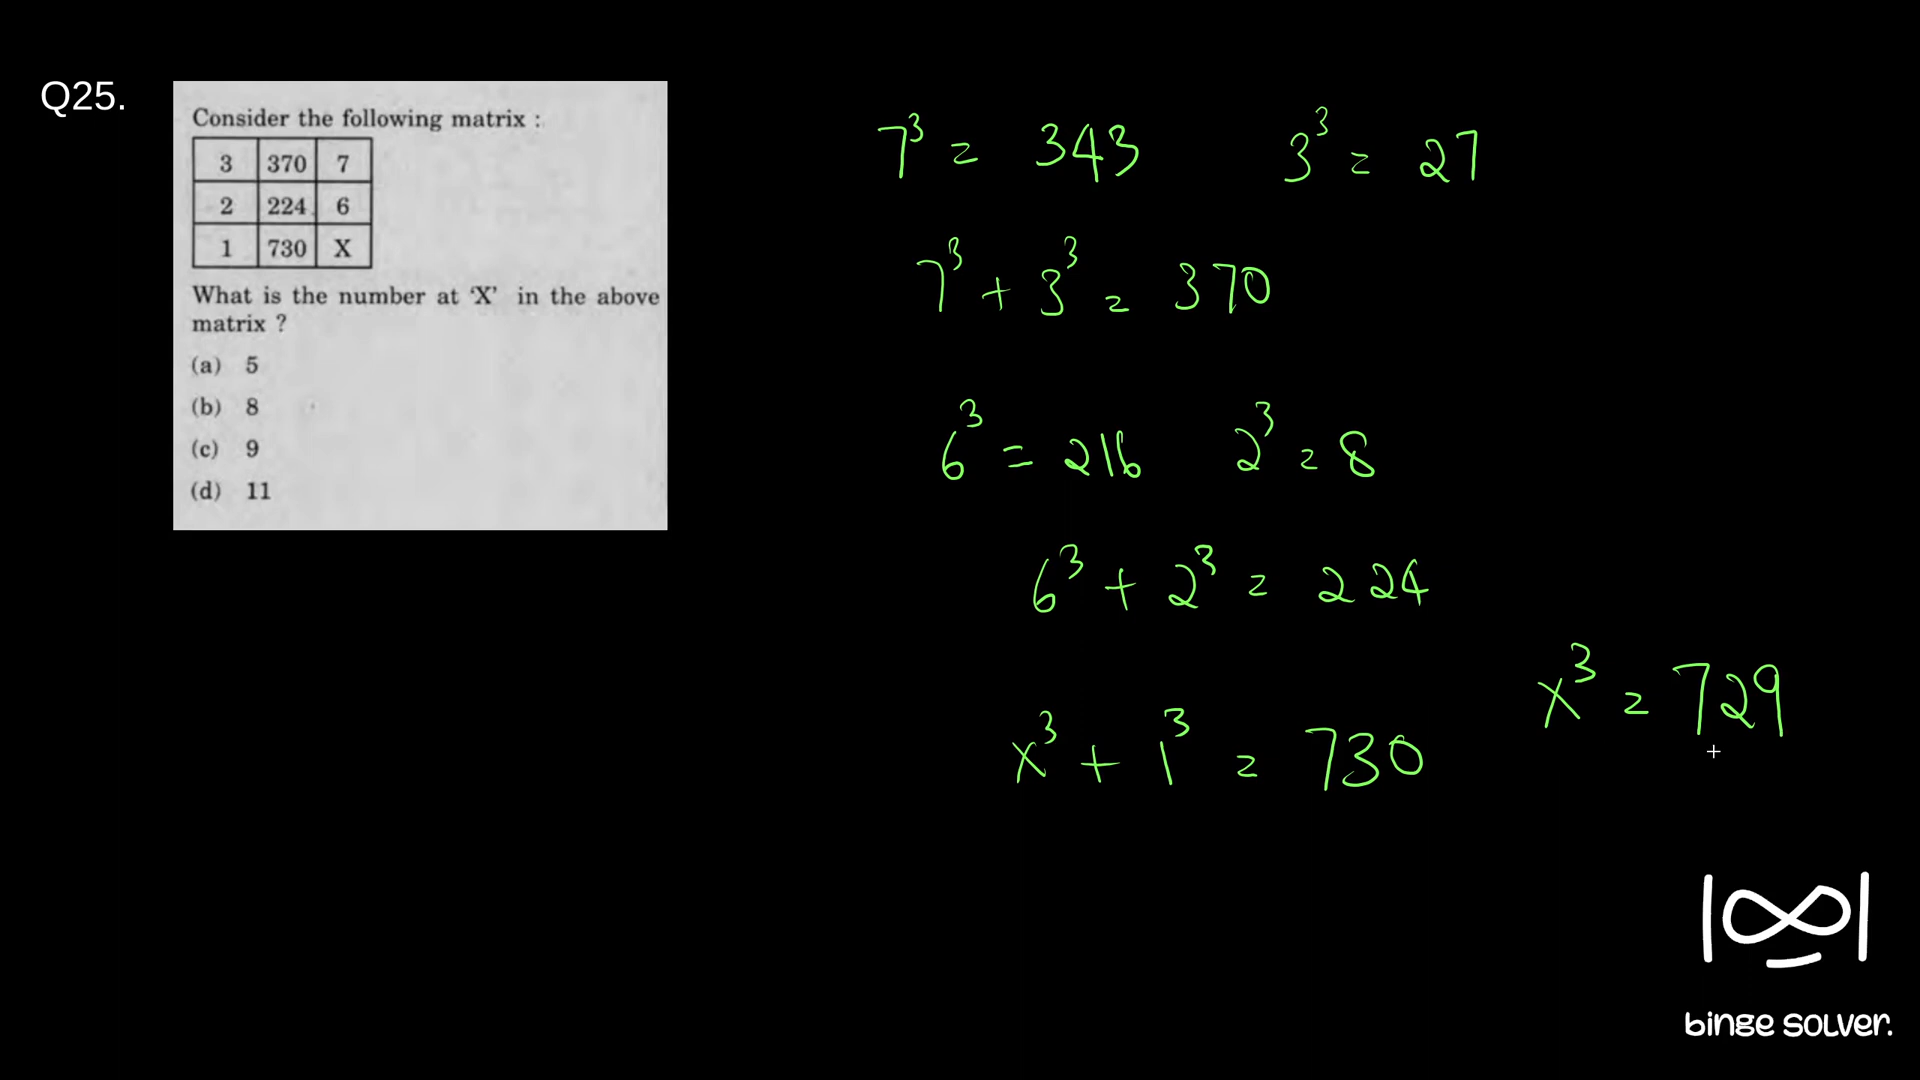 Q25.
Consider the following matrix :
3 370 7
2 224 6
1 730 X
What is the number at ‘X’ in the above
matrix ?
(a) 5
(b) 8
(c) 9
(d) 11
7³ = 343 3³ = 27
7³ + 3³ = 370
6³ = 216 2³ = 8
6³ + 2³ = 224
x³ + 1³ = 730
x³ = 729
binge solver.